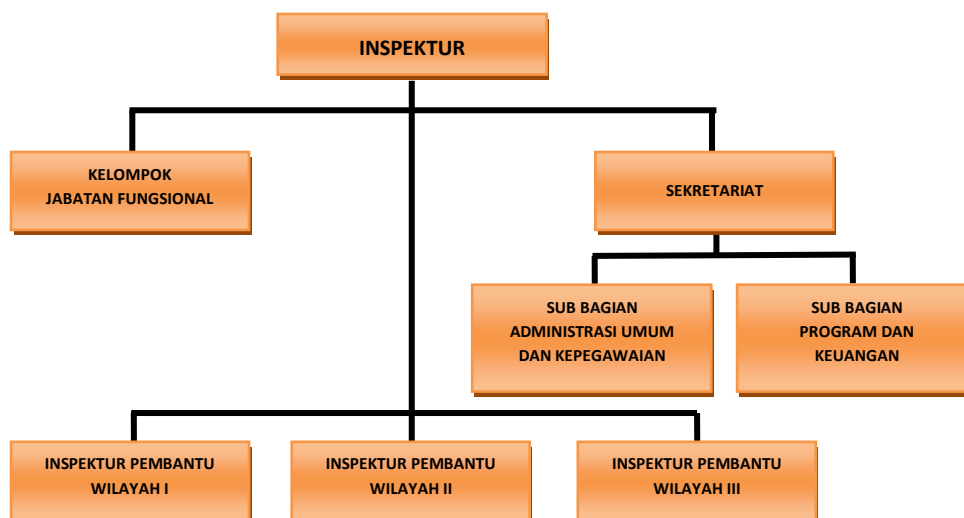 INSPEKTUR
KELOMPOK
JABATAN FUNGSIONAL
SEKRETARIAT
SUB BAGIAN
ADMINISTRASI UMUM
DAN KEPEGAWAIAN
SUB BAGIAN
PROGRAM DAN
KEUANGAN
INSPEKTUR PEMBANTU
WILAYAH I
INSPEKTUR PEMBANTU
WILAYAH II
INSPEKTUR PEMBANTU
WILAYAH III